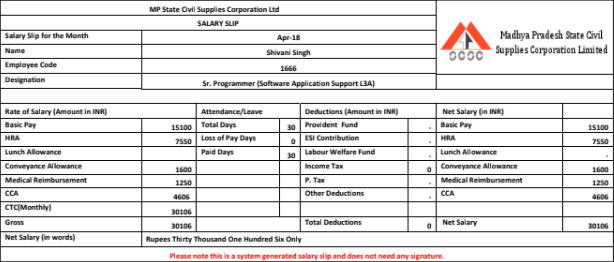 MP State Civil Supplies Corporation Ltd
SALARY SLIP
Salary Slip for the Month Apr-18
Name Shivani Singh
Employee Code 1666
Designation Sr. Programmer (Software Application Support L3A)
Madhya Pradesh State Civil
Supplies Corporation Limited
SCSC
Rate of Salary (Amount in INR) Attendance/Leave Deductions (Amount in INR) Net Salary (in INR)
Basic Pay 15100 Total Days 30 Provident Fund - Basic Pay 15100
HRA 7550 Loss of Pay Days 0 ESI Contribution - HRA 7550
Lunch Allowance Paid Days 30 Labour Welfare Fund - Lunch Allowance -
Conveyance Allowance 1600 Income Tax 0 Conveyance Allowance 1600
Medical Reimbursement 1250 P. Tax - Medical Reimbursement 1250
CCA 4606 Other Deductions - CCA 4606
CTC(Monthly) 30106
Gross 30106 Total Deductions 0 Net Salary 30106
Net Salary (in words) Rupees Thirty Thousand One Hundred Six Only
Please note this is a system generated salary slip and does not need any signature.